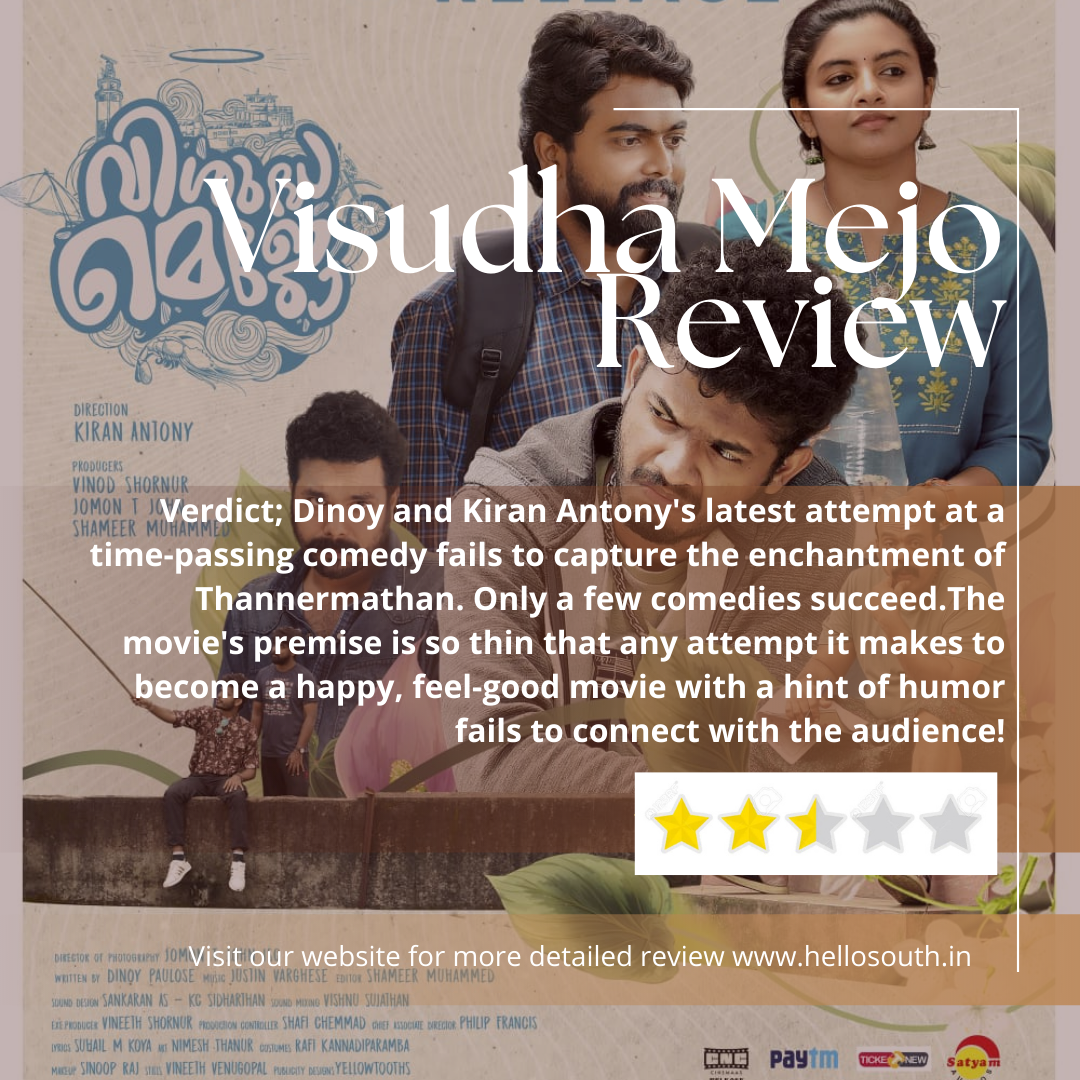 വിശുദ്ധ
മെജോ
Visudha Mejo
Review
DIRECTION
KIRAN ANTONY
PRODUCERS
VINOD SHORNUR
JOMON T JO
SHAMEER MUHAMMED
Verdict; Dinoy and Kiran Antony's latest attempt at a
time-passing comedy fails to capture the enchantment of
Thannermathan. Only a few comedies succeed.The
movie's premise is so thin that any attempt it makes to
become a happy, feel-good movie with a hint of humor
fails to connect with the audience!
Visit our website for more detailed review www.hellosouth.in
DIRECTOR OF PHOTOGRAPHY
WRITTEN BY DINOY PAULOSE MUSIC JUSTIN VARGHESE EDITOR SHAMEER MUHAMMED
SOUND DESIGN SANKARAN AS - KC SIDHARTHAN SOUND MIXING VISHNU SUJATHAN
EXE.PRODUCER VINEETH SHORNUR PRODUCTION CONTROLLER SHAFI CHEMMAD CHIEF ASSOCIATE DIRECTOR PHILIP FRANCIS
LYRICS SUHAIL M KOYA ART NIMESH THANUR COSTUMES RAFI KANNADIPARAMBA
MAKEUP SINOOP RAJ STILLS VINEETH VENUGOPAL PUBLICITY DESIGNS YELLOWTOOTHS
CNC
CINEMAAS
RELEASE
PAYTM
TICKET NEW
Satyam